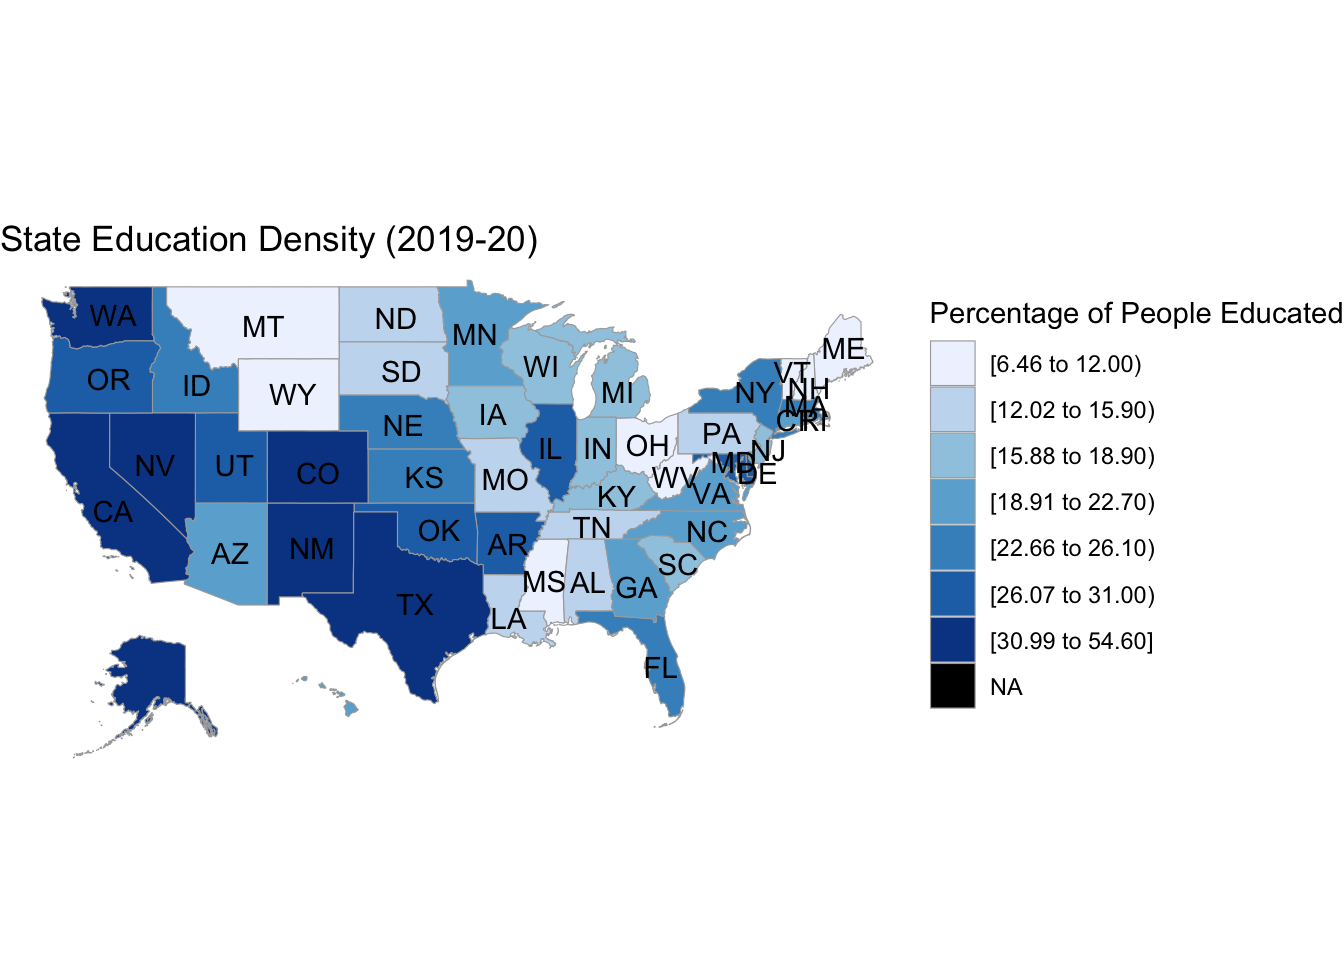 State Education Density (2019-20)
Percentage of People Educated
[6.46 to 12.00)
[12.02 to 15.90)
[15.88 to 18.90)
[18.91 to 22.70)
[22.66 to 26.10)
[26.07 to 31.00)
[30.99 to 54.60]
NA
WA
MT
ND
MN
ME
OR
ID
WY
SD
WI
MI
NY
VT
NH
MA
CT
RI
NE
IA
PA
NJ
NV
UT
CO
KS
MO
IL
IN
OH
WV
MD
DE
VA
KY
CA
AZ
NM
OK
AR
TN
NC
SC
TX
LA
MS
AL
GA
FL